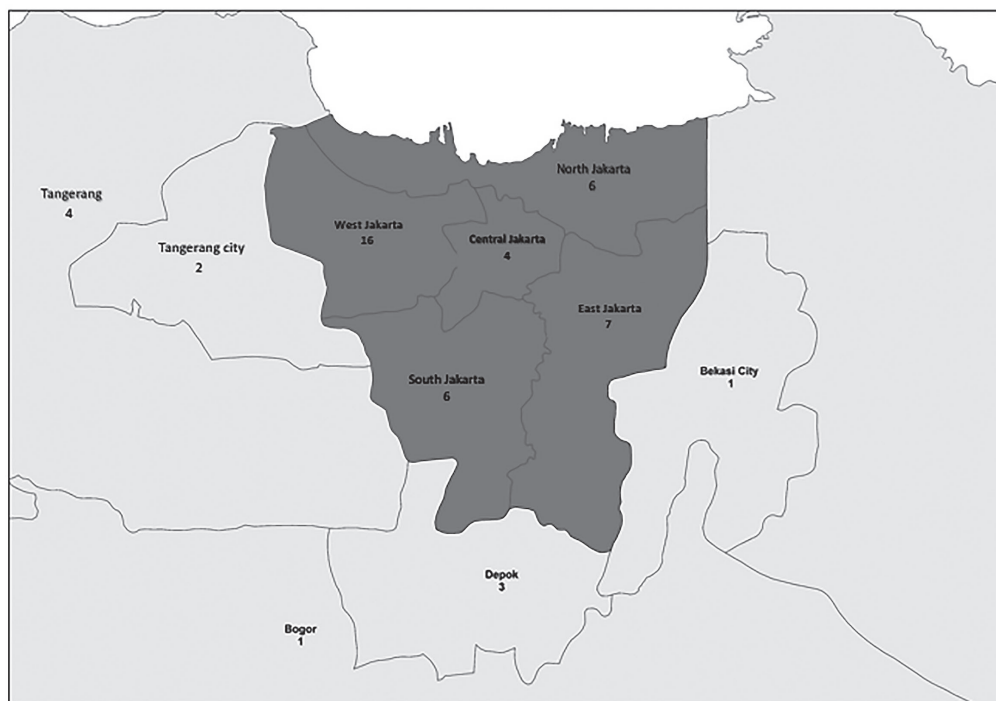 North Jakarta
6
Tangerang
4
West Jakarta
16
Central Jakarta
4
Tangerang city
2
East Jakarta
7
South Jakarta
6
Bekasi City
1
Depok
3
Bogor
1